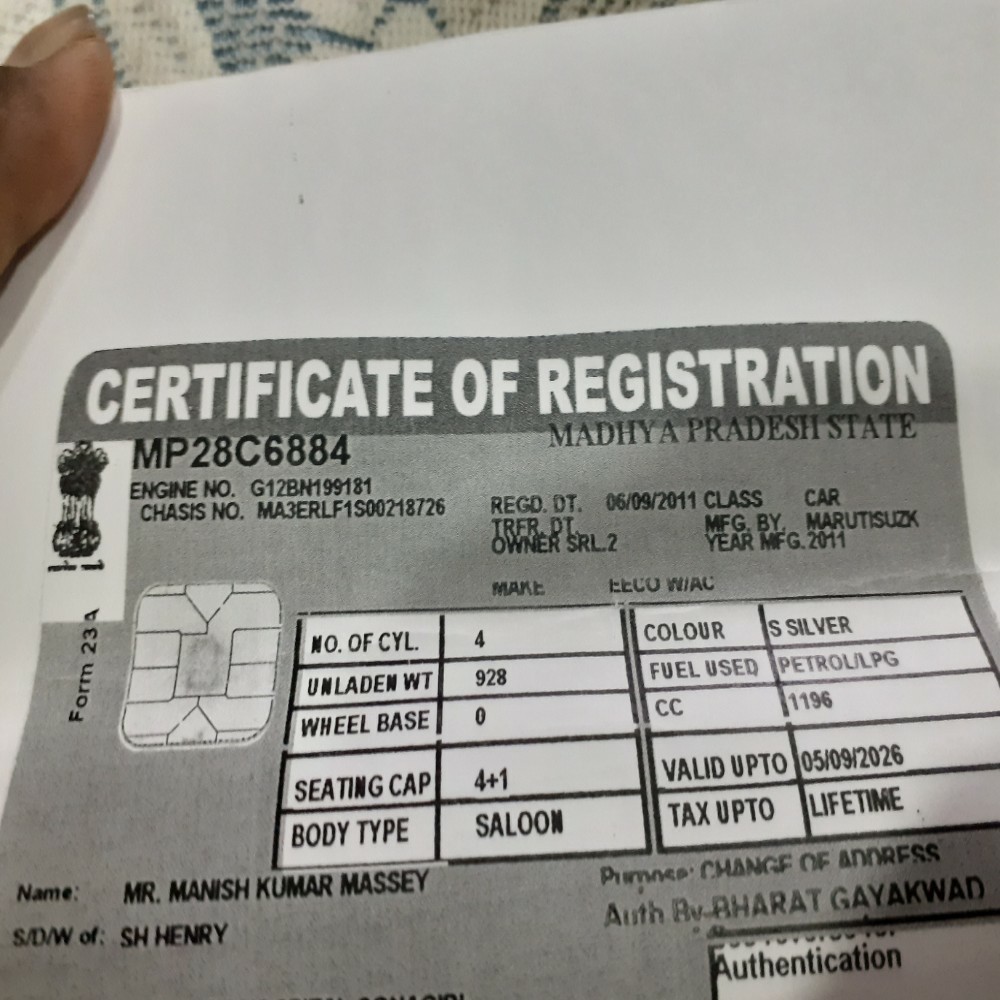 CERTIFICATE OF REGISTRATION
MADHYA PRADESH STATE
MP28C6884
ENGINE NO. G12BN199181
CHASIS NO. MA3ERLF1S00218726
REGD. DT. 06/09/2011 CLASS CAR
TRFR. DT. MFG. BY. MARUTISUZK
OWNER SRL.2 YEAR MFG. 2011
MAKE EECO W/AC
Form 23 A
NO. OF CYL. 4
UNLADEN WT 928
WHEEL BASE 0
SEATING CAP 4+1
BODY TYPE SALOON
COLOUR S SILVER
FUEL USED PETROL/LPG
CC 1196
VALID UPTO 05/09/2026
TAX UPTO LIFETIME
Name: MR. MANISH KUMAR MASSEY
S/D/W of: SH HENRY
Purpose: CHANGE OF ADDRESS
Auth By-BHARAT GAYAKWAD
Authentication